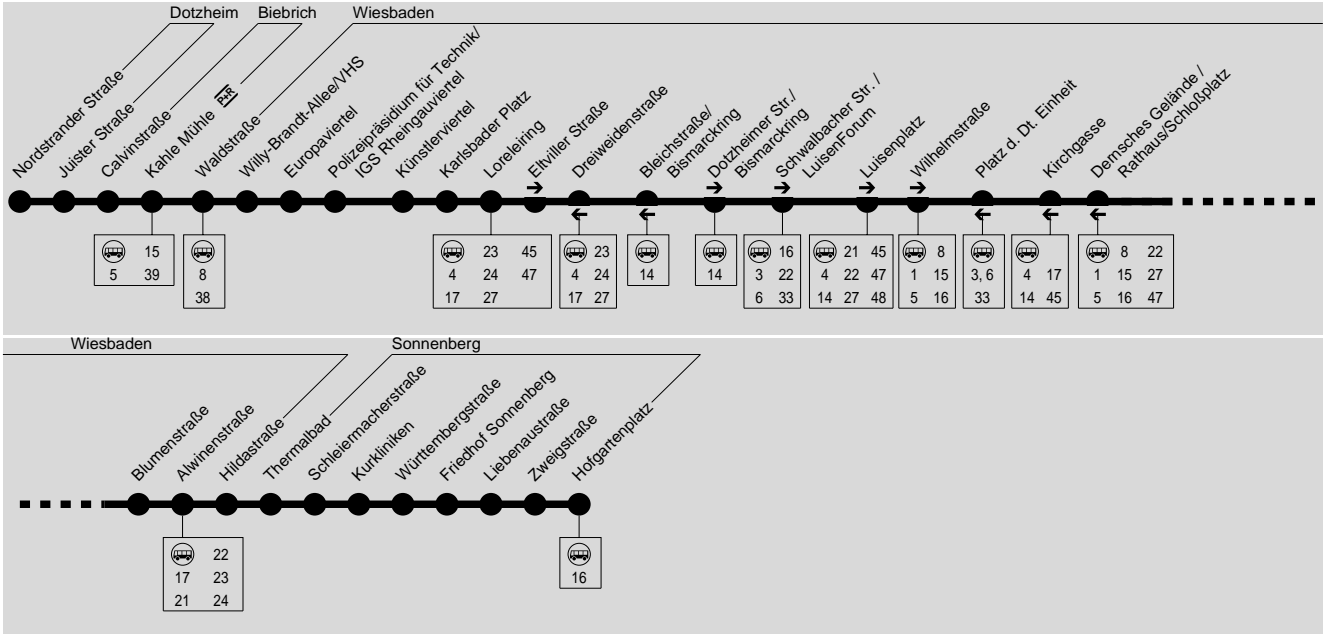 Dotzheim
Biebrich
Wiesbaden
Nordstrander Straße
Juister Straße
Calvinstraße
Kahle Mühle P+R
Waldstraße
Willy-Brandt-Allee/VHS
Europaviertel
Polizeipräsidium für Technik/
IGS Rheingauviertel
Künstlerviertel
Karlsbader Platz
Loreleiring
Eltviller Straße
Dreiweidenstraße
Bleichstraße/
Bismarckring
Dotzheimer Str./
Bismarckring
Schwalbacher Str. /
LuisenForum
Luisenplatz
Wilhelmstraße
Platz d. Dt. Einheit
Kirchgasse
Dernsches Gelände /
Rathaus/Schloßplatz
15
5 39
8
38
23 45
4 24 47
17 27
23
4 24
17 27
14
14
16
3 22
6 33
21 45
4 22 47
14 27 48
8
1 15
5 16
3, 6
33
4 17
14 45
8 22
1 15 27
5 16 47
Wiesbaden
Sonnenberg
Blumenstraße
Alwinenstraße
Hildastraße
Thermalbad
Schleiermacherstraße
Kurkliniken
Württembergstraße
Friedhof Sonnenberg
Liebenaustraße
Zweigstraße
Hofgartenplatz
22
17 23
21 24
16